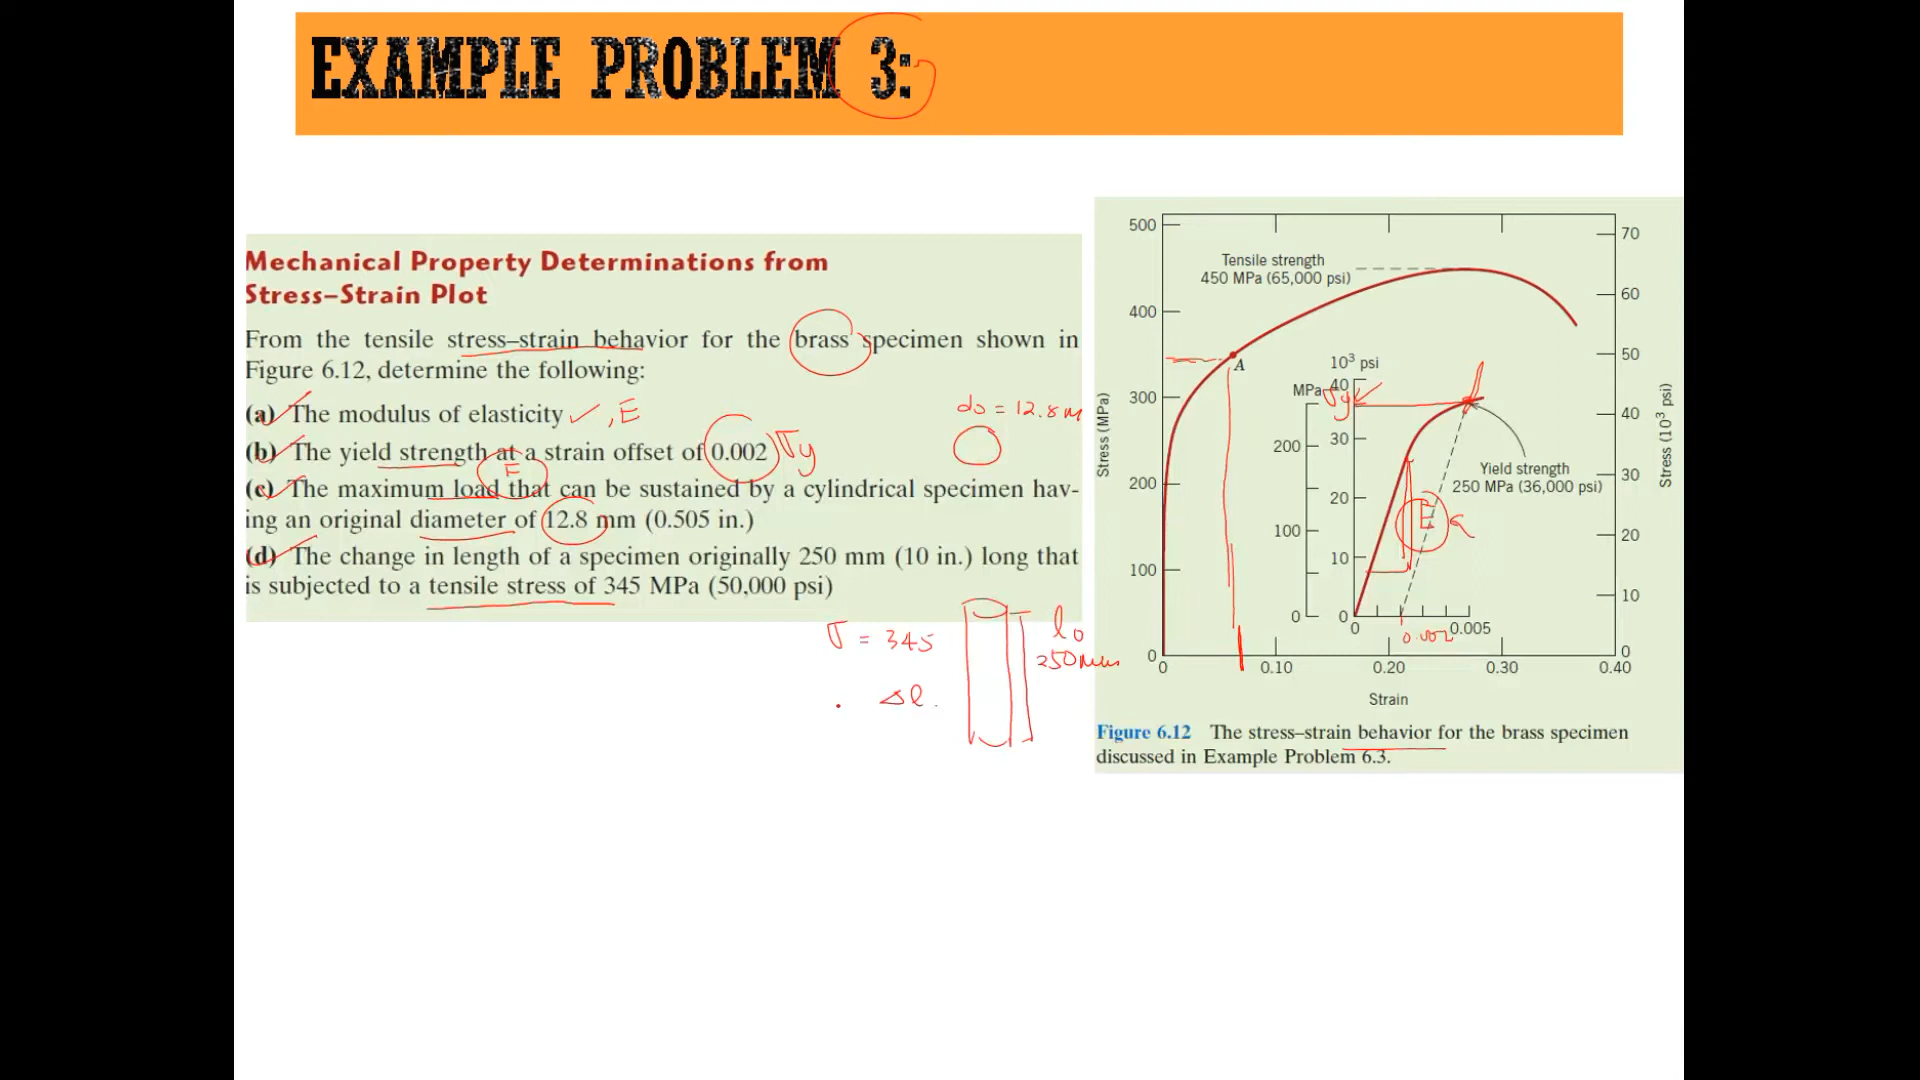 EXAMPLE PROBLEM 3:
Mechanical Property Determinations from
Stress–Strain Plot
From the tensile stress–strain behavior for the brass specimen shown in
Figure 6.12, determine the following:
(a) The modulus of elasticity , E
(b) The yield strength at a strain offset of 0.002 σy
F
(c) The maximum load that can be sustained by a cylindrical specimen hav-
ing an original diameter of 12.8 mm (0.505 in.)
(d) The change in length of a specimen originally 250 mm (10 in.) long that
is subjected to a tensile stress of 345 MPa (50,000 psi)
d0 = 12.8 m
σ = 345
Δl.
l0
250mm
500
400
300
200
100
0
Stress (MPa)
Tensile strength
450 MPa (65,000 psi)
A
70
60
50
40
30
20
10
0
Stress (10³ psi)
10³ psi
MPa
σy
40
30
20
10
0
200
100
0
Yield strength
250 MPa (36,000 psi)
E
0
0.002
0.005
0
0.10
0.20
0.30
0.40
Strain
Figure 6.12 The stress–strain behavior for the brass specimen
discussed in Example Problem 6.3.